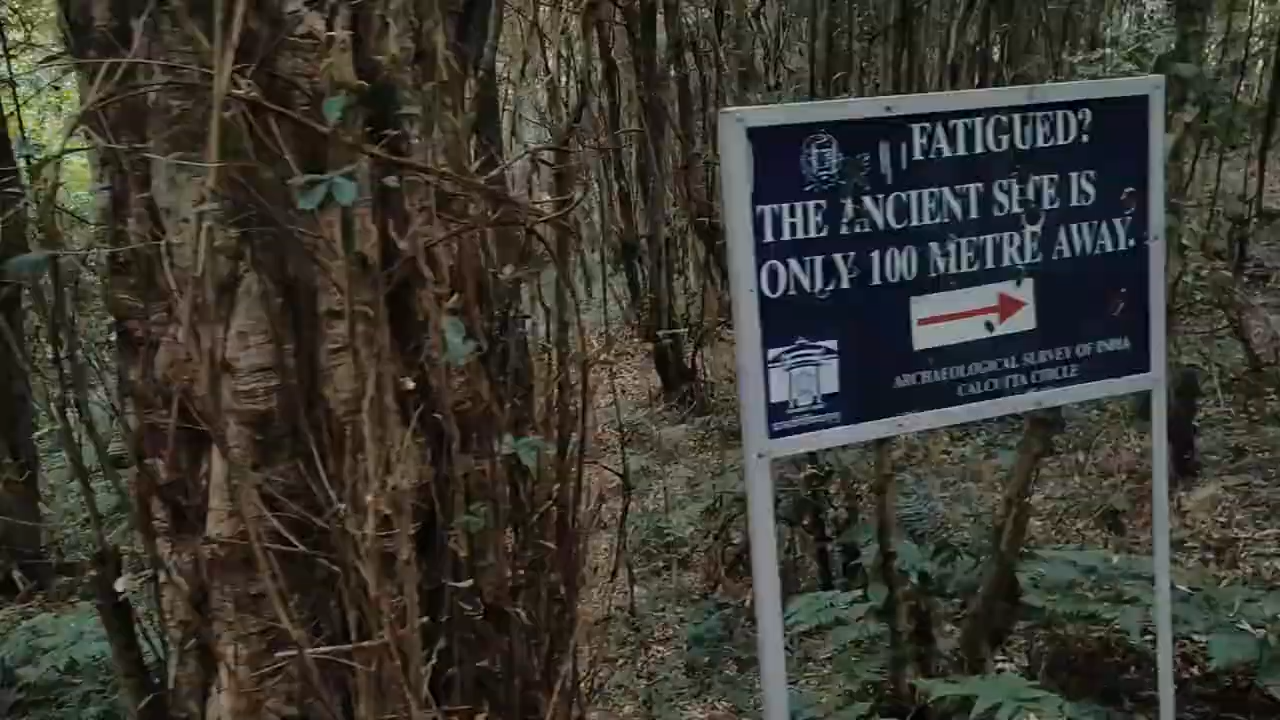 FATIGUED?
THE ANCIENT SITE IS
ONLY 100 METRE AWAY.
ARCHAEOLOGICAL SURVEY OF INDIA
CALCUTTA CIRCLE